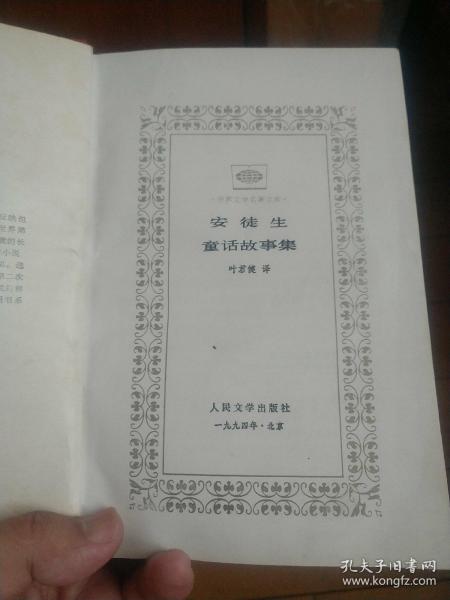 ·世界文学名著文库·
安徒生
童话故事集
叶君健 译
人民文学出版社
一九九四年·北京
孔夫子旧书网
www.kongfz.com